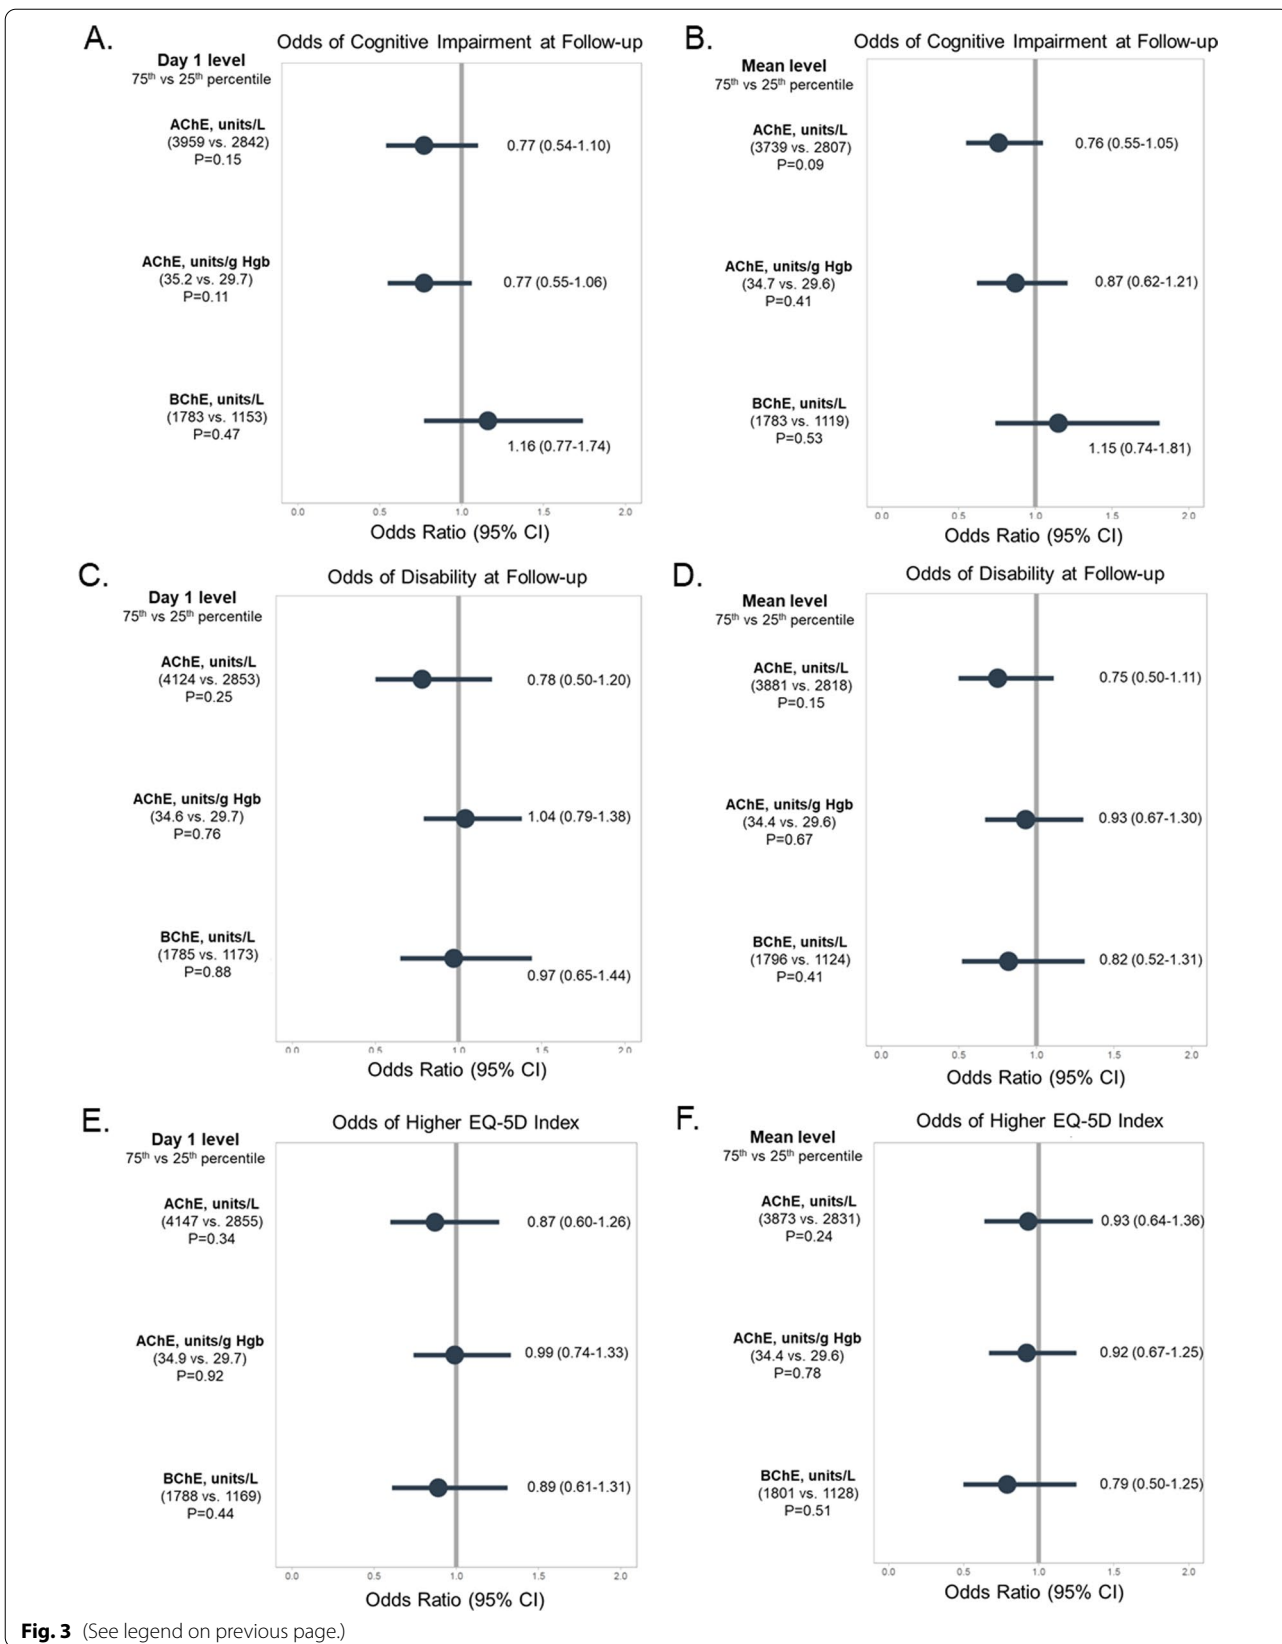 A.
Odds of Cognitive Impairment at Follow-up
Day 1 level
75th vs 25th percentile
AChE, units/L
(3959 vs. 2842)
P=0.15
0.77 (0.54-1.10)
AChE, units/g Hgb
(35.2 vs. 29.7)
P=0.11
0.77 (0.55-1.06)
BChE, units/L
(1783 vs. 1153)
P=0.47
1.16 (0.77-1.74)
0.0 0.5 1.0 1.5 2.0
Odds Ratio (95% CI)
B.
Odds of Cognitive Impairment at Follow-up
Mean level
75th vs 25th percentile
AChE, units/L
(3739 vs. 2807)
P=0.09
0.76 (0.55-1.05)
AChE, units/g Hgb
(34.7 vs. 29.6)
P=0.41
0.87 (0.62-1.21)
BChE, units/L
(1783 vs. 1119)
P=0.53
1.15 (0.74-1.81)
0.0 0.5 1.0 1.5 2.0
Odds Ratio (95% CI)
C.
Odds of Disability at Follow-up
Day 1 level
75th vs 25th percentile
AChE, units/L
(4124 vs. 2853)
P=0.25
0.78 (0.50-1.20)
AChE, units/g Hgb
(34.6 vs. 29.7)
P=0.76
1.04 (0.79-1.38)
BChE, units/L
(1785 vs. 1173)
P=0.88
0.97 (0.65-1.44)
0.0 0.5 1.0 1.5 2.0
Odds Ratio (95% CI)
D.
Odds of Disability at Follow-up
Mean level
75th vs 25th percentile
AChE, units/L
(3881 vs. 2818)
P=0.15
0.75 (0.50-1.11)
AChE, units/g Hgb
(34.4 vs. 29.6)
P=0.67
0.93 (0.67-1.30)
BChE, units/L
(1796 vs. 1124)
P=0.41
0.82 (0.52-1.31)
0.0 0.5 1.0 1.5 2.0
Odds Ratio (95% CI)
E.
Odds of Higher EQ-5D Index
Day 1 level
75th vs 25th percentile
AChE, units/L
(4147 vs. 2855)
P=0.34
0.87 (0.60-1.26)
AChE, units/g Hgb
(34.9 vs. 29.7)
P=0.92
0.99 (0.74-1.33)
BChE, units/L
(1788 vs. 1169)
P=0.44
0.89 (0.61-1.31)
0.0 0.5 1.0 1.5 2.0
Odds Ratio (95% CI)
F.
Odds of Higher EQ-5D Index
Mean level
75th vs 25th percentile
AChE, units/L
(3873 vs. 2831)
P=0.24
0.93 (0.64-1.36)
AChE, units/g Hgb
(34.4 vs. 29.6)
P=0.78
0.92 (0.67-1.25)
BChE, units/L
(1801 vs. 1128)
P=0.51
0.79 (0.50-1.25)
0.0 0.5 1.0 1.5 2.0
Odds Ratio (95% CI)
Fig. 3 (See legend on previous page.)